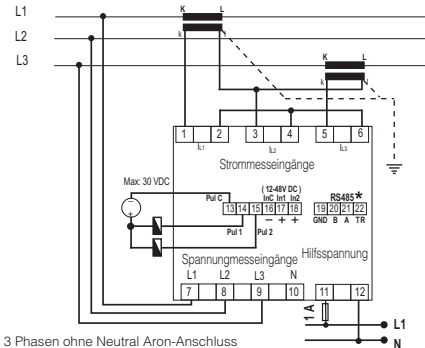 L1
K L
L2
k l
L3
K L
k l
1 2 3 4 5 6
IL1 IL2 IL3
Strommesseingänge
Max: 30 VDC
( 12-48V DC )
Pul C InC In1 In2 RS485*
13 14 15 16 17 18 19 20 21 22
− + + GND B A TR
Pul 1 Pul 2
Spannungmesseingänge Hilfsspannung
L1 L2 L3 N
7 8 9 10 11 12
1 A
L1
3 Phasen ohne Neutral Aron-Anschluss
N